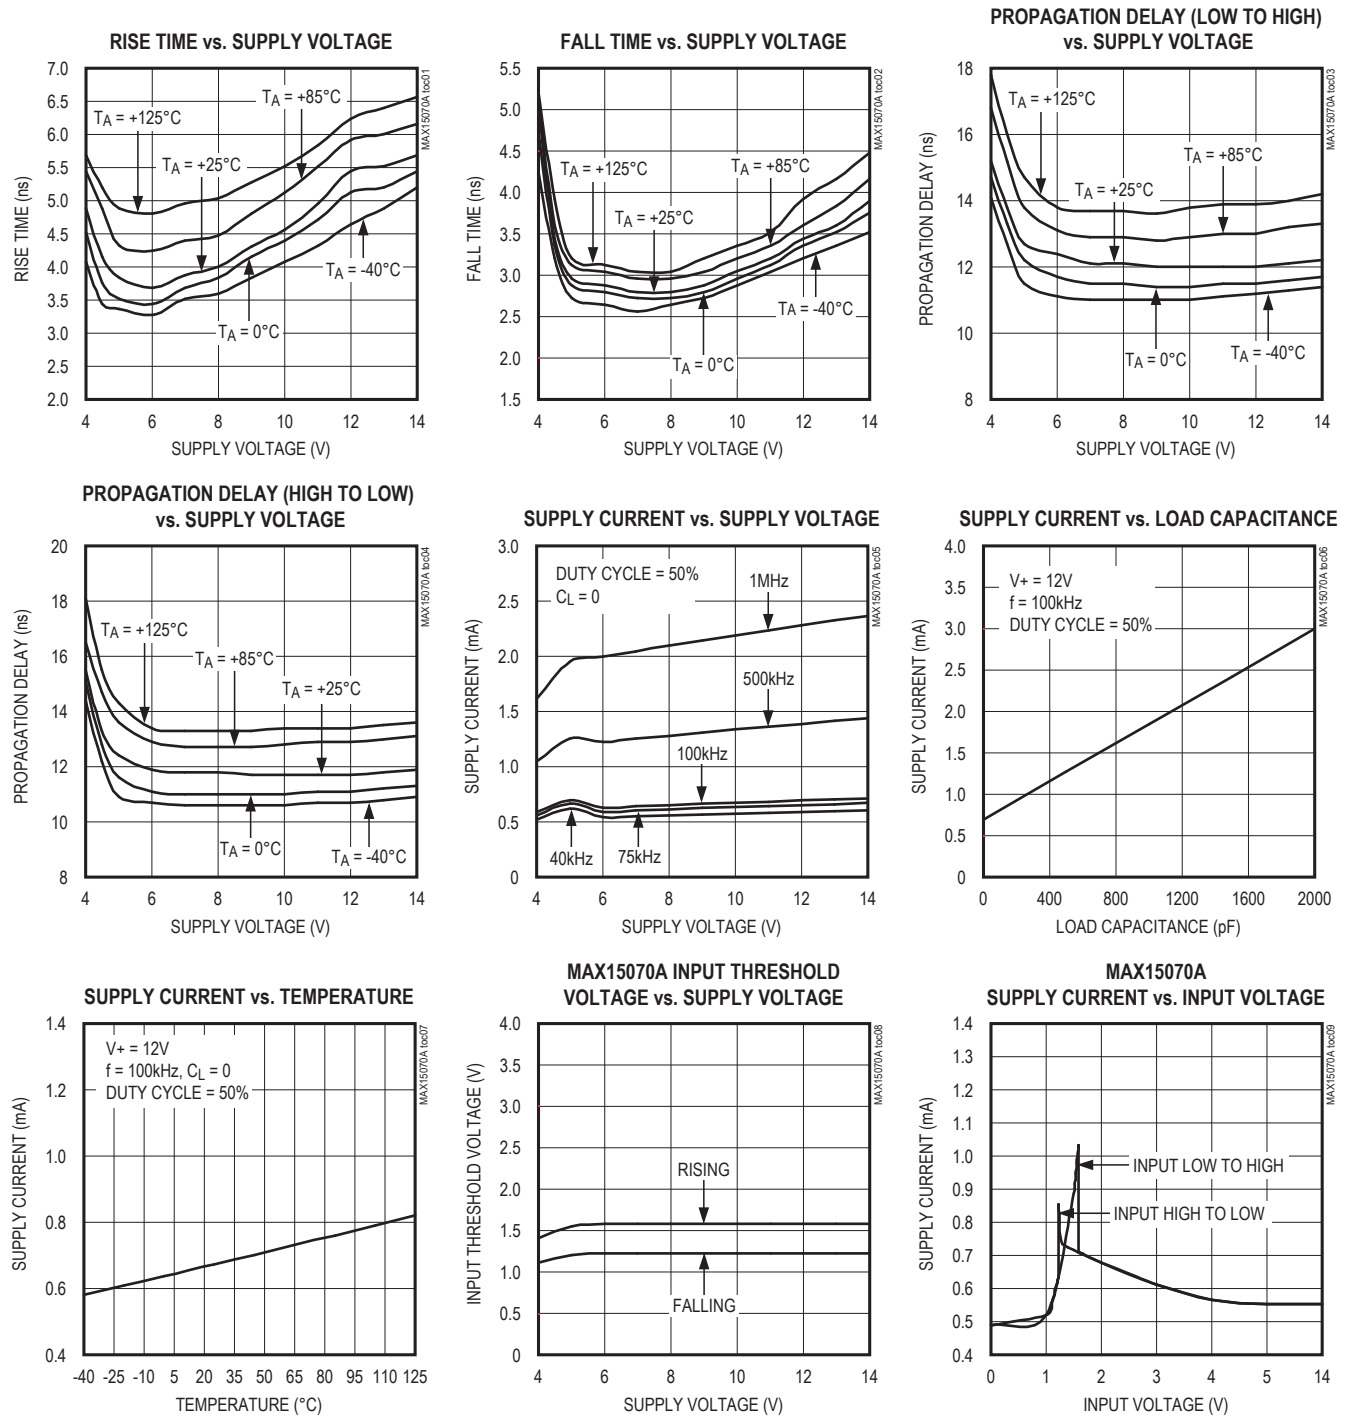 RISE TIME vs. SUPPLY VOLTAGE
7.0
6.5
6.0
5.5
5.0
4.5
4.0
3.5
3.0
2.5
2.0
RISE TIME (ns)
TA = +125°C
TA = +85°C
TA = +25°C
TA = -40°C
TA = 0°C
MAX15070A toc01
4 6 8 10 12 14
SUPPLY VOLTAGE (V)
FALL TIME vs. SUPPLY VOLTAGE
5.5
5.0
4.5
4.0
3.5
3.0
2.5
2.0
1.5
FALL TIME (ns)
TA = +125°C
TA = +85°C
TA = +25°C
TA = -40°C
TA = 0°C
MAX15070A toc02
4 6 8 10 12 14
SUPPLY VOLTAGE (V)
PROPAGATION DELAY (LOW TO HIGH)
vs. SUPPLY VOLTAGE
18
16
14
12
10
8
PROPAGATION DELAY (ns)
TA = +125°C
TA = +85°C
TA = +25°C
TA = 0°C
TA = -40°C
MAX15070A toc03
4 6 8 10 12 14
SUPPLY VOLTAGE (V)
PROPAGATION DELAY (HIGH TO LOW)
vs. SUPPLY VOLTAGE
20
18
16
14
12
10
8
PROPAGATION DELAY (ns)
TA = +125°C
TA = +85°C
TA = +25°C
TA = 0°C
TA = -40°C
MAX15070A toc04
4 6 8 10 12 14
SUPPLY VOLTAGE (V)
SUPPLY CURRENT vs. SUPPLY VOLTAGE
3.0
2.5
2.0
1.5
1.0
0.5
0
SUPPLY CURRENT (mA)
DUTY CYCLE = 50%
CL = 0
1MHz
500kHz
100kHz
40kHz
75kHz
MAX15070A toc05
4 6 8 10 12 14
SUPPLY VOLTAGE (V)
SUPPLY CURRENT vs. LOAD CAPACITANCE
4.0
3.5
3.0
2.5
2.0
1.5
1.0
0.5
0
SUPPLY CURRENT (mA)
V+ = 12V
f = 100kHz
DUTY CYCLE = 50%
MAX15070A toc06
0 400 800 1200 1600 2000
LOAD CAPACITANCE (pF)
SUPPLY CURRENT vs. TEMPERATURE
1.4
1.2
1.0
0.8
0.6
0.4
SUPPLY CURRENT (mA)
V+ = 12V
f = 100kHz, CL = 0
DUTY CYCLE = 50%
MAX15070A toc07
-40 -25 -10 5 20 35 50 65 80 95 110 125
TEMPERATURE (°C)
MAX15070A INPUT THRESHOLD
VOLTAGE vs. SUPPLY VOLTAGE
4.0
3.5
3.0
2.5
2.0
1.5
1.0
0.5
0
INPUT THRESHOLD VOLTAGE (V)
RISING
FALLING
MAX15070A toc08
4 6 8 10 12 14
SUPPLY VOLTAGE (V)
MAX15070A
SUPPLY CURRENT vs. INPUT VOLTAGE
1.4
1.3
1.2
1.1
1.0
0.9
0.8
0.7
0.6
0.5
0.4
SUPPLY CURRENT (mA)
INPUT LOW TO HIGH
INPUT HIGH TO LOW
MAX15070A toc09
0 1 2 3 4 5 14
INPUT VOLTAGE (V)